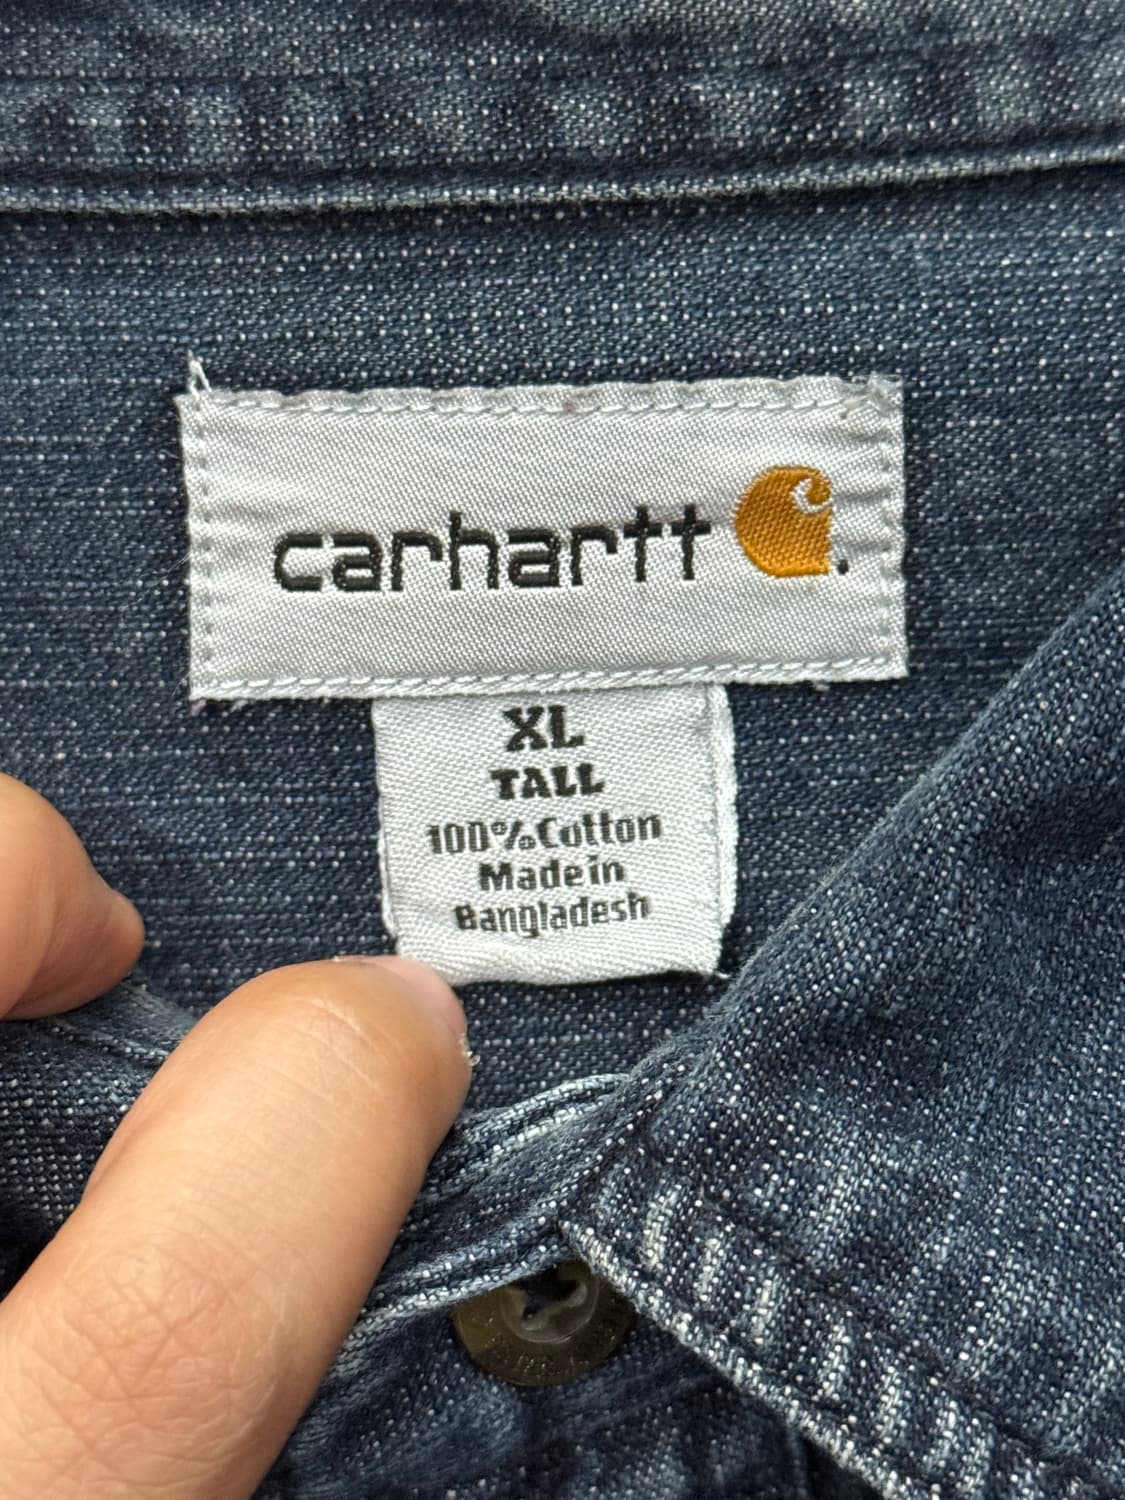 carhartt
XL
TALL
100% Cotton
Made in
Bangladesh